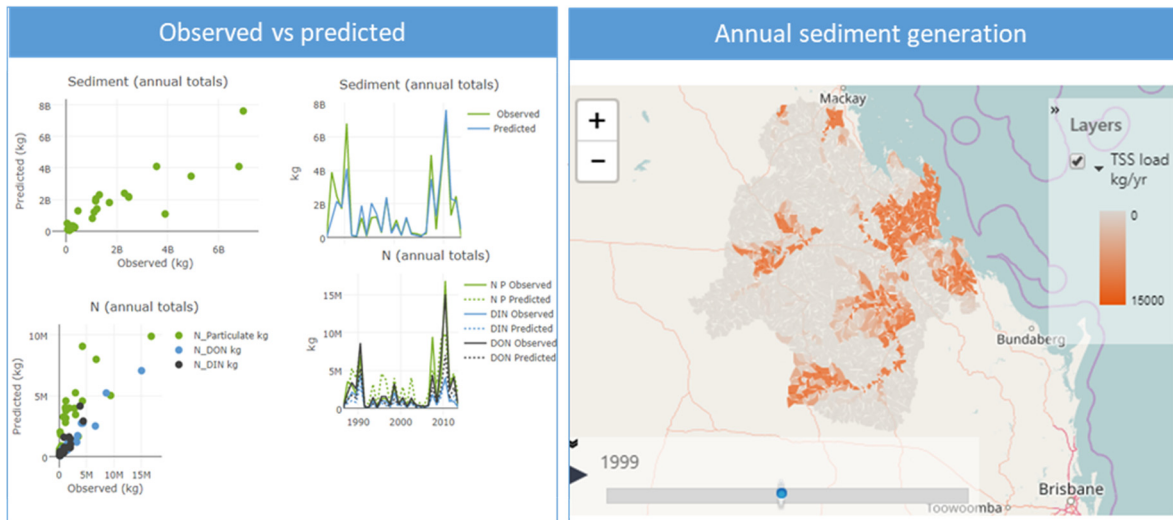 Observed vs predicted
Sediment (annual totals)
8B
6B
4B
2B
0
Predicted (kg)
0
2B
4B
6B
Observed (kg)
Sediment (annual totals)
8B
6B
4B
2B
0
kg
Observed
Predicted
N (annual totals)
10M
5M
0
Predicted (kg)
0
5M
10M
15M
Observed (kg)
N_Particulate kg
N_DON kg
N_DIN kg
N (annual totals)
15M
10M
5M
0
kg
1990
2000
2010
N P Observed
N P Predicted
DIN Observed
DIN Predicted
DON Observed
DON Predicted
Annual sediment generation
+
−
Mackay
»
Layers
TSS load
kg/yr
0
15000
Bundaberg
»
1999
Brisbane
Toowoomba